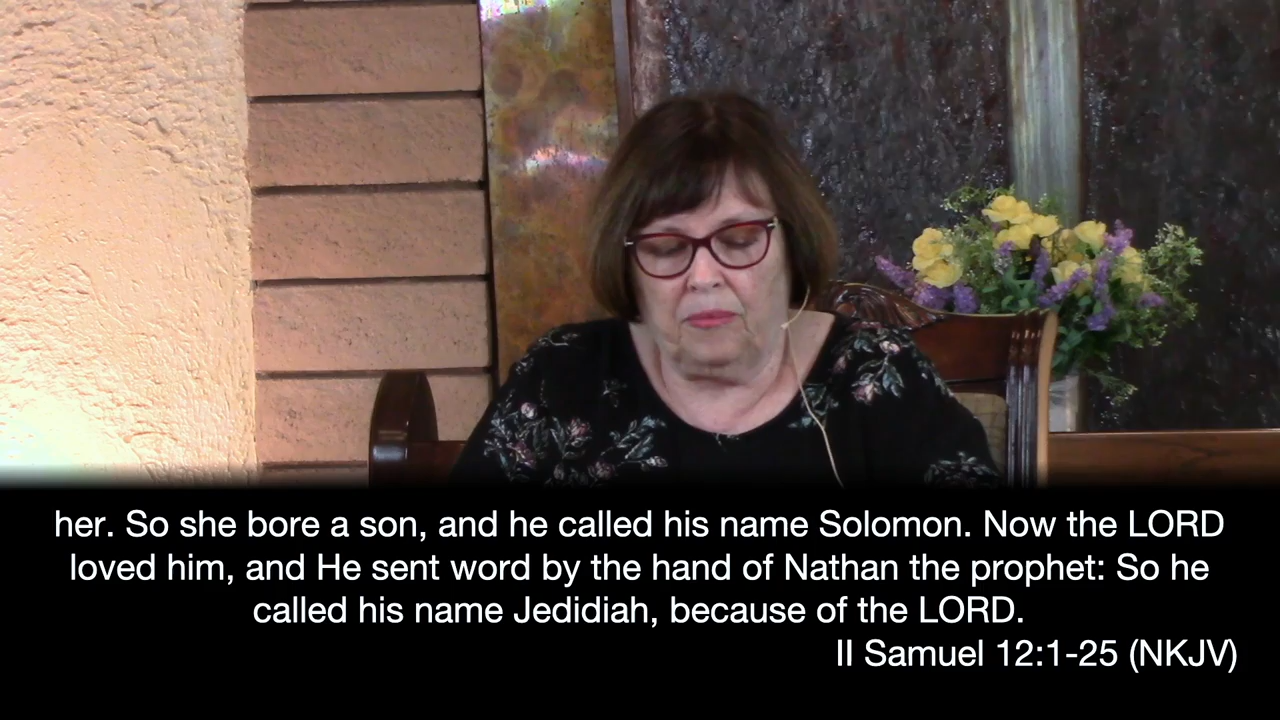 her. So she bore a son, and he called his name Solomon. Now the LORD
loved him, and He sent word by the hand of Nathan the prophet: So he
called his name Jedidiah, because of the LORD.
II Samuel 12:1-25 (NKJV)